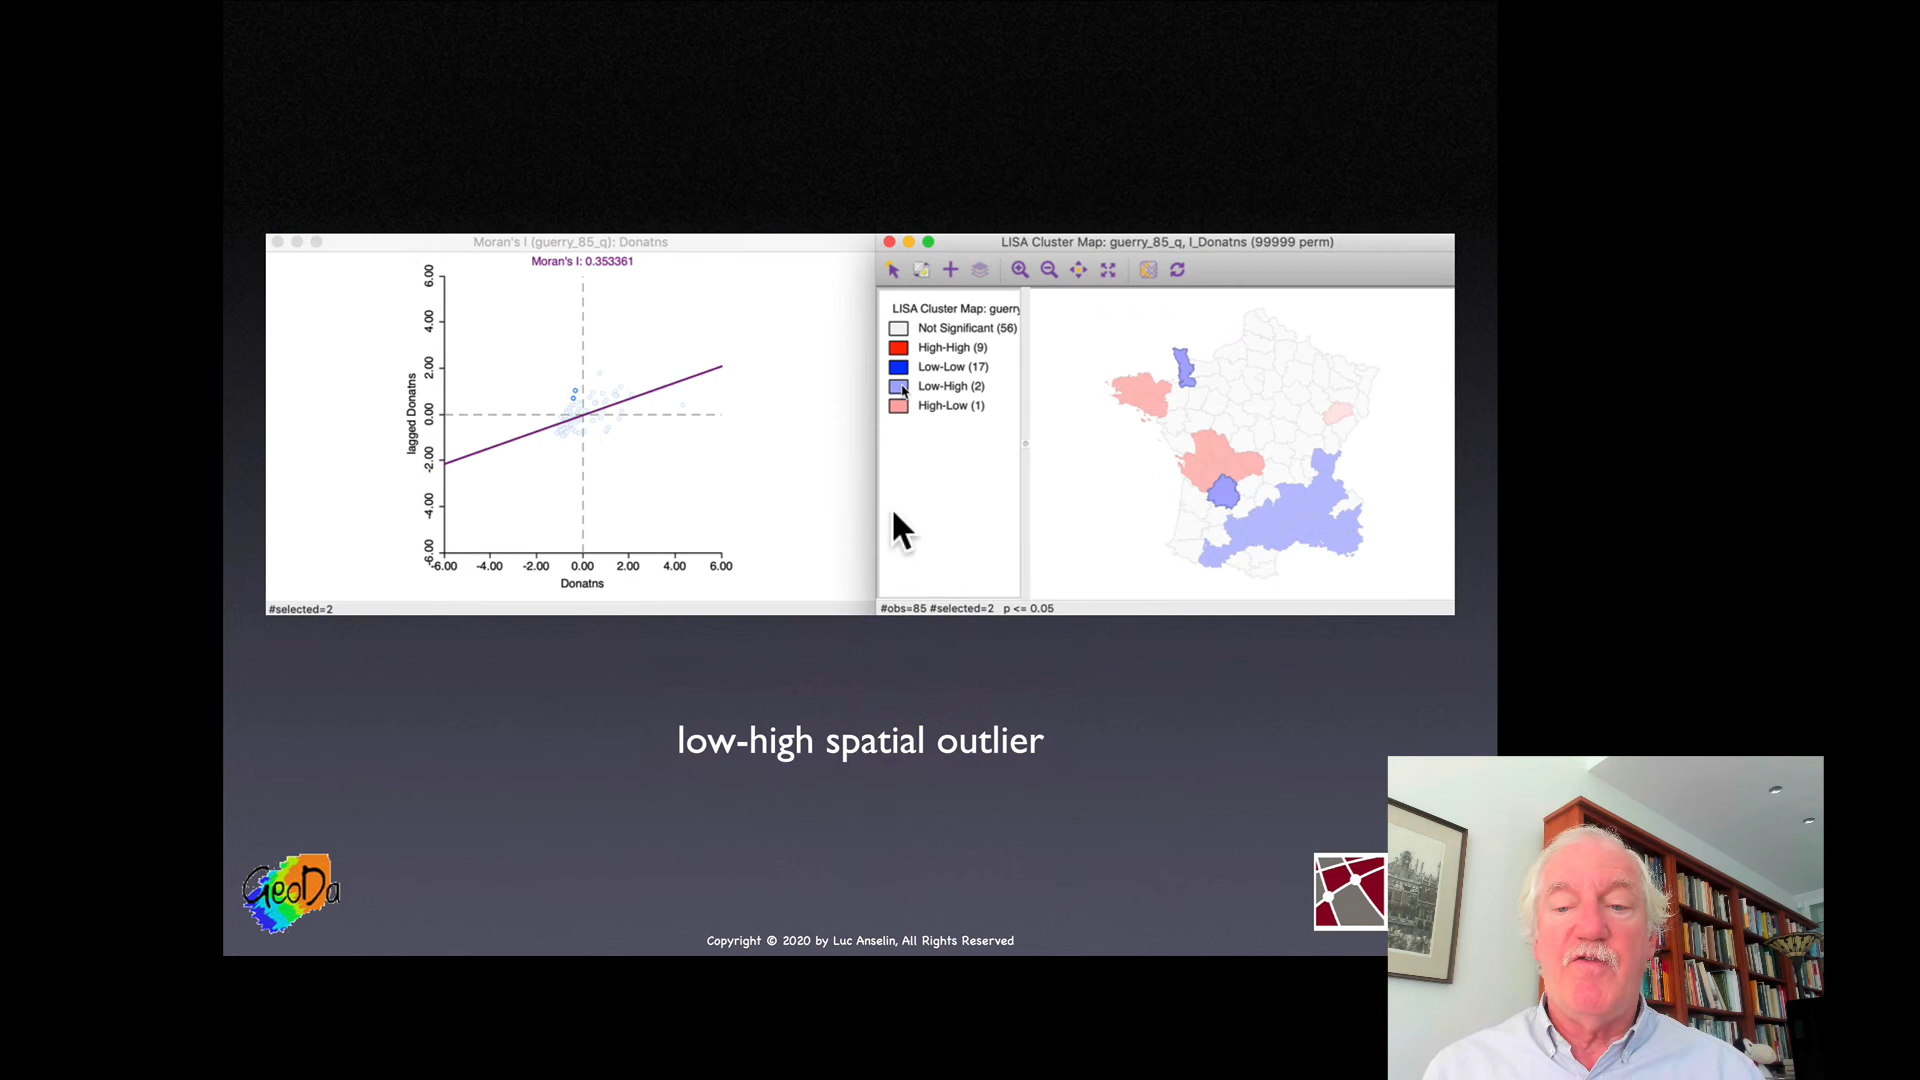 Moran's I (guerry_85_q): Donatns
Moran's I: 0.353361
6.00
4.00
2.00
0.00
-2.00
-4.00
-6.00
lagged Donatns
-6.00 -4.00 -2.00 0.00 2.00 4.00 6.00
Donatns
#selected=2
LISA Cluster Map: guerry_85_q, I_Donatns (99999 perm)
LISA Cluster Map: guerry
Not Significant (56)
High-High (9)
Low-Low (17)
Low-High (2)
High-Low (1)
#obs=85 #selected=2 p <= 0.05
low-high spatial outlier
GeoDa
Copyright © 2020 by Luc Anselin, All Rights Reserved